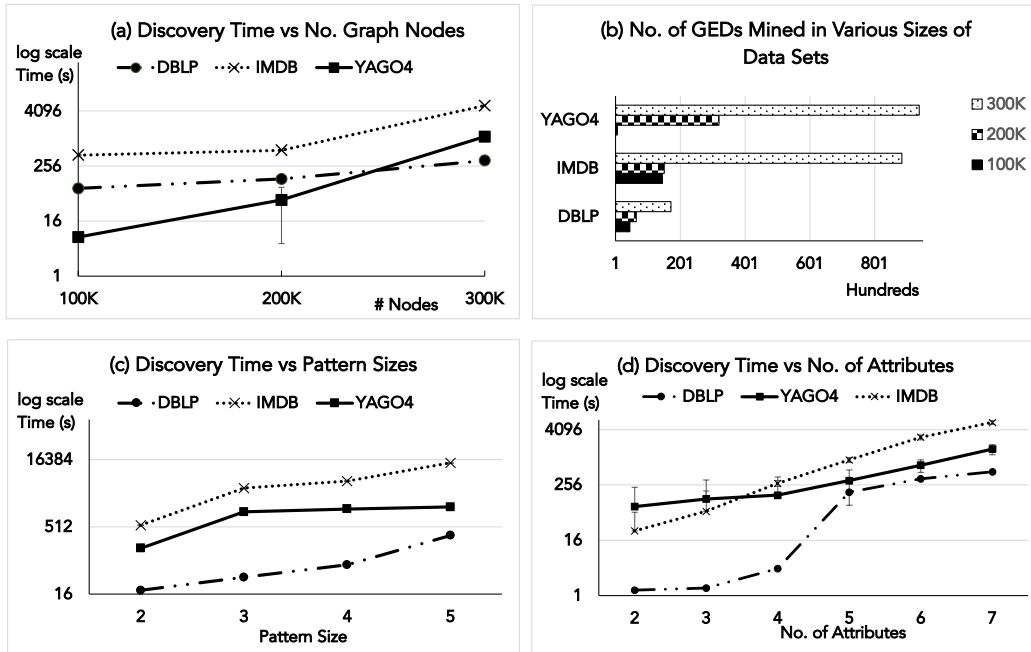 (a) Discovery Time vs No. Graph Nodes
log scale
Time (s)
DBLP IMDB YAGO4
4096
256
16
1
100K 200K 300K
# Nodes
(b) No. of GEDs Mined in Various Sizes of
Data Sets
YAGO4
IMDB
DBLP
300K
200K
100K
1 201 401 601 801
Hundreds
(c) Discovery Time vs Pattern Sizes
log scale
Time (s)
DBLP IMDB YAGO4
16384
512
16
2 3 4 5
Pattern Size
(d) Discovery Time vs No. of Attributes
log scale
Time (s)
DBLP YAGO4 IMDB
4096
256
16
1
2 3 4 5 6 7
No. of Attributes